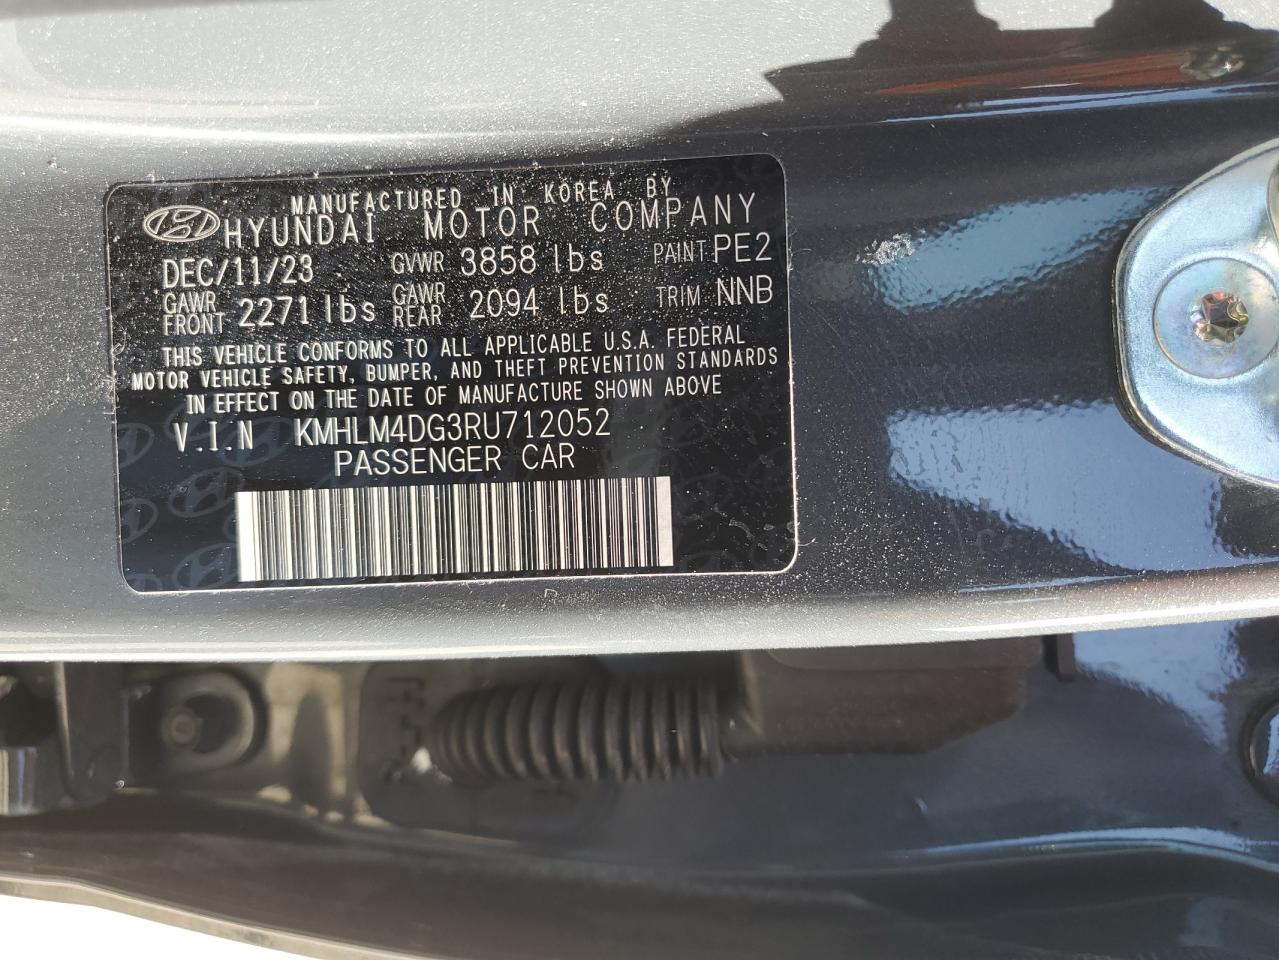 MANUFACTURED IN KOREA BY
HYUNDAI MOTOR COMPANY
DEC/11/23 GVWR 3858 lbs PAINT PE2
GAWR FRONT 2271 lbs GAWR REAR 2094 lbs TRIM NNB
THIS VEHICLE CONFORMS TO ALL APPLICABLE U.S.A. FEDERAL
MOTOR VEHICLE SAFETY, BUMPER, AND THEFT PREVENTION STANDARDS
IN EFFECT ON THE DATE OF MANUFACTURE SHOWN ABOVE
V.I.N KMHLM4DG3RU712052
PASSENGER CAR